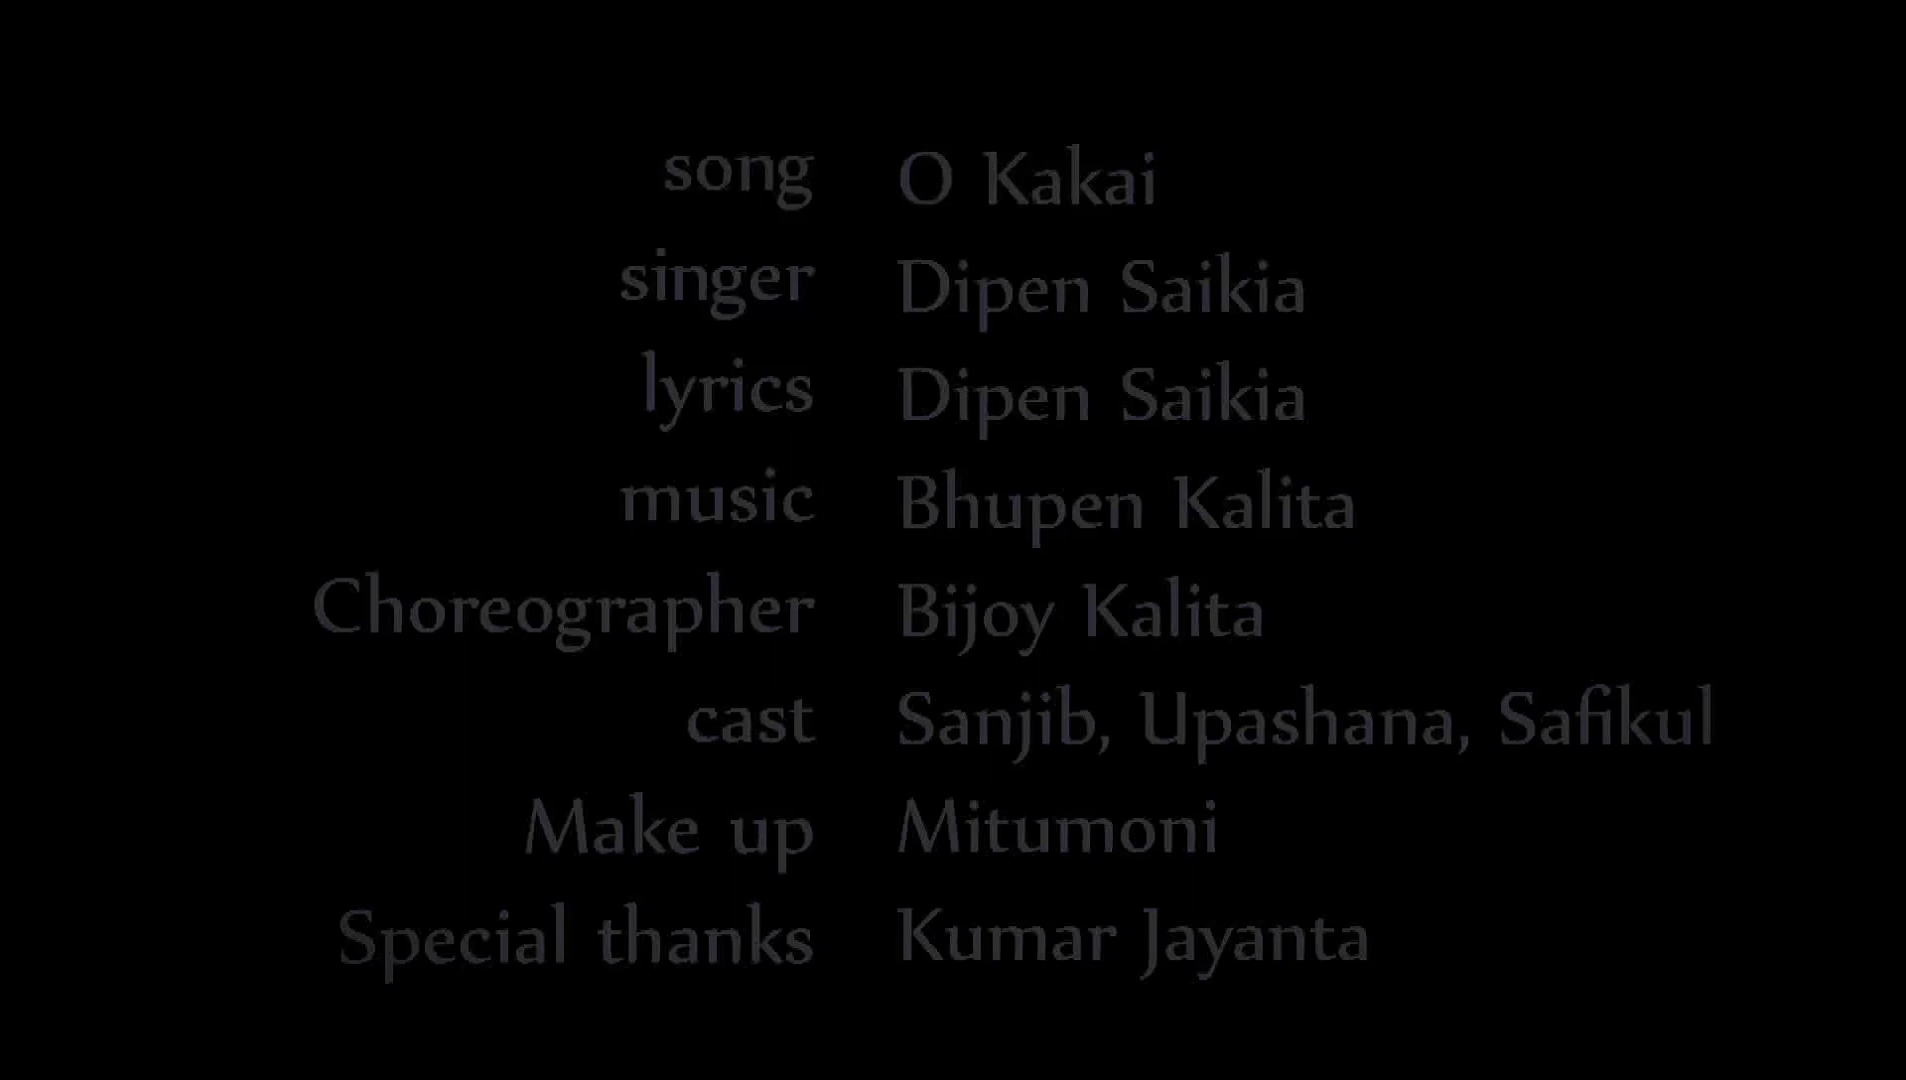 song O Kakai
singer Dipen Saikia
lyrics Dipen Saikia
music Bhupen Kalita
Choreographer Bijoy Kalita
cast Sanjib, Upashana, Safikul
Make up Mitumoni
Special thanks Kumar Jayanta